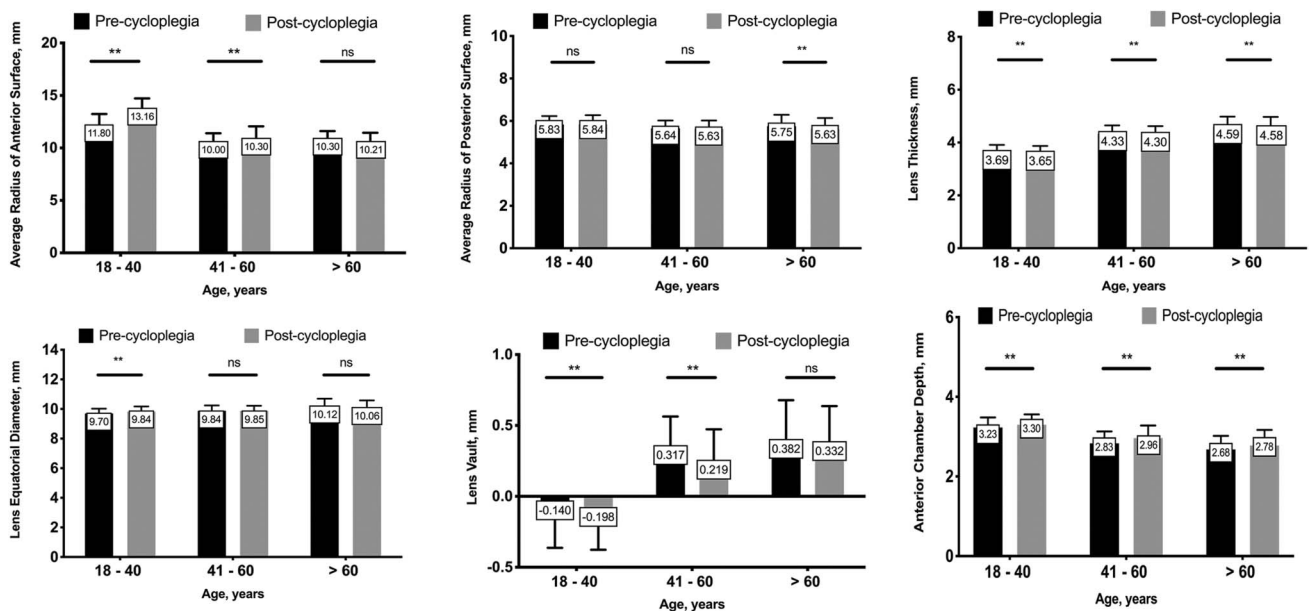 Pre-cycloplegia Post-cycloplegia
Average Radius of Anterior Surface, mm
20
15
10
5
0
** ** ns
11.80 13.16 10.00 10.30 10.30 10.21
18 - 40 41 - 60 > 60
Age, years
Pre-cycloplegia Post-cycloplegia
Average Radius of Posterior Surface, mm
10
8
6
4
2
0
ns ns **
5.83 5.84 5.64 5.63 5.75 5.63
18 - 40 41 - 60 > 60
Age, years
Pre-cycloplegia Post-cycloplegia
Lens Thickness, mm
8
6
4
2
0
** ** **
3.69 3.65 4.33 4.30 4.59 4.58
18 - 40 41 - 60 > 60
Age, years
Pre-cycloplegia Post-cycloplegia
Lens Equatorial Diameter, mm
14
12
10
8
6
4
2
0
** ns ns
9.70 9.84 9.84 9.85 10.12 10.06
18 - 40 41 - 60 > 60
Age, years
Pre-cycloplegia Post-cycloplegia
Lens Vault, mm
1.0
0.5
0.0
-0.5
** ** ns
-0.140 -0.198 0.317 0.219 0.382 0.332
18 - 40 41 - 60 > 60
Age, years
Pre-cycloplegia Post-cycloplegia
Anterior Chamber Depth, mm
6
4
2
0
** ** **
3.23 3.30 2.83 2.96 2.68 2.78
18 - 40 41 - 60 > 60
Age, years